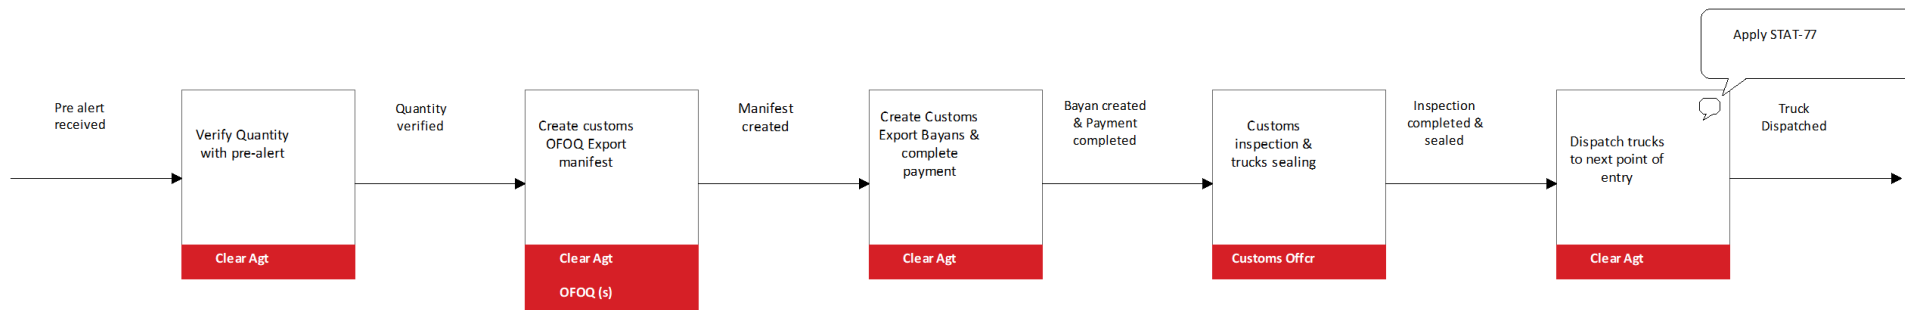 Apply STAT-77
Pre alert
received
Verify Quantity
with pre-alert
Clear Agt
Quantity
verified
Create customs
OFOQ Export
manifest
Clear Agt
OFOQ (s)
Manifest
created
Create Customs
Export Bayans &
complete
payment
Clear Agt
Bayan created
& Payment
completed
Customs
inspection &
trucks sealing
Customs Offcr
Inspection
completed &
sealed
Dispatch trucks
to next point of
entry
Clear Agt
Truck
Dispatched